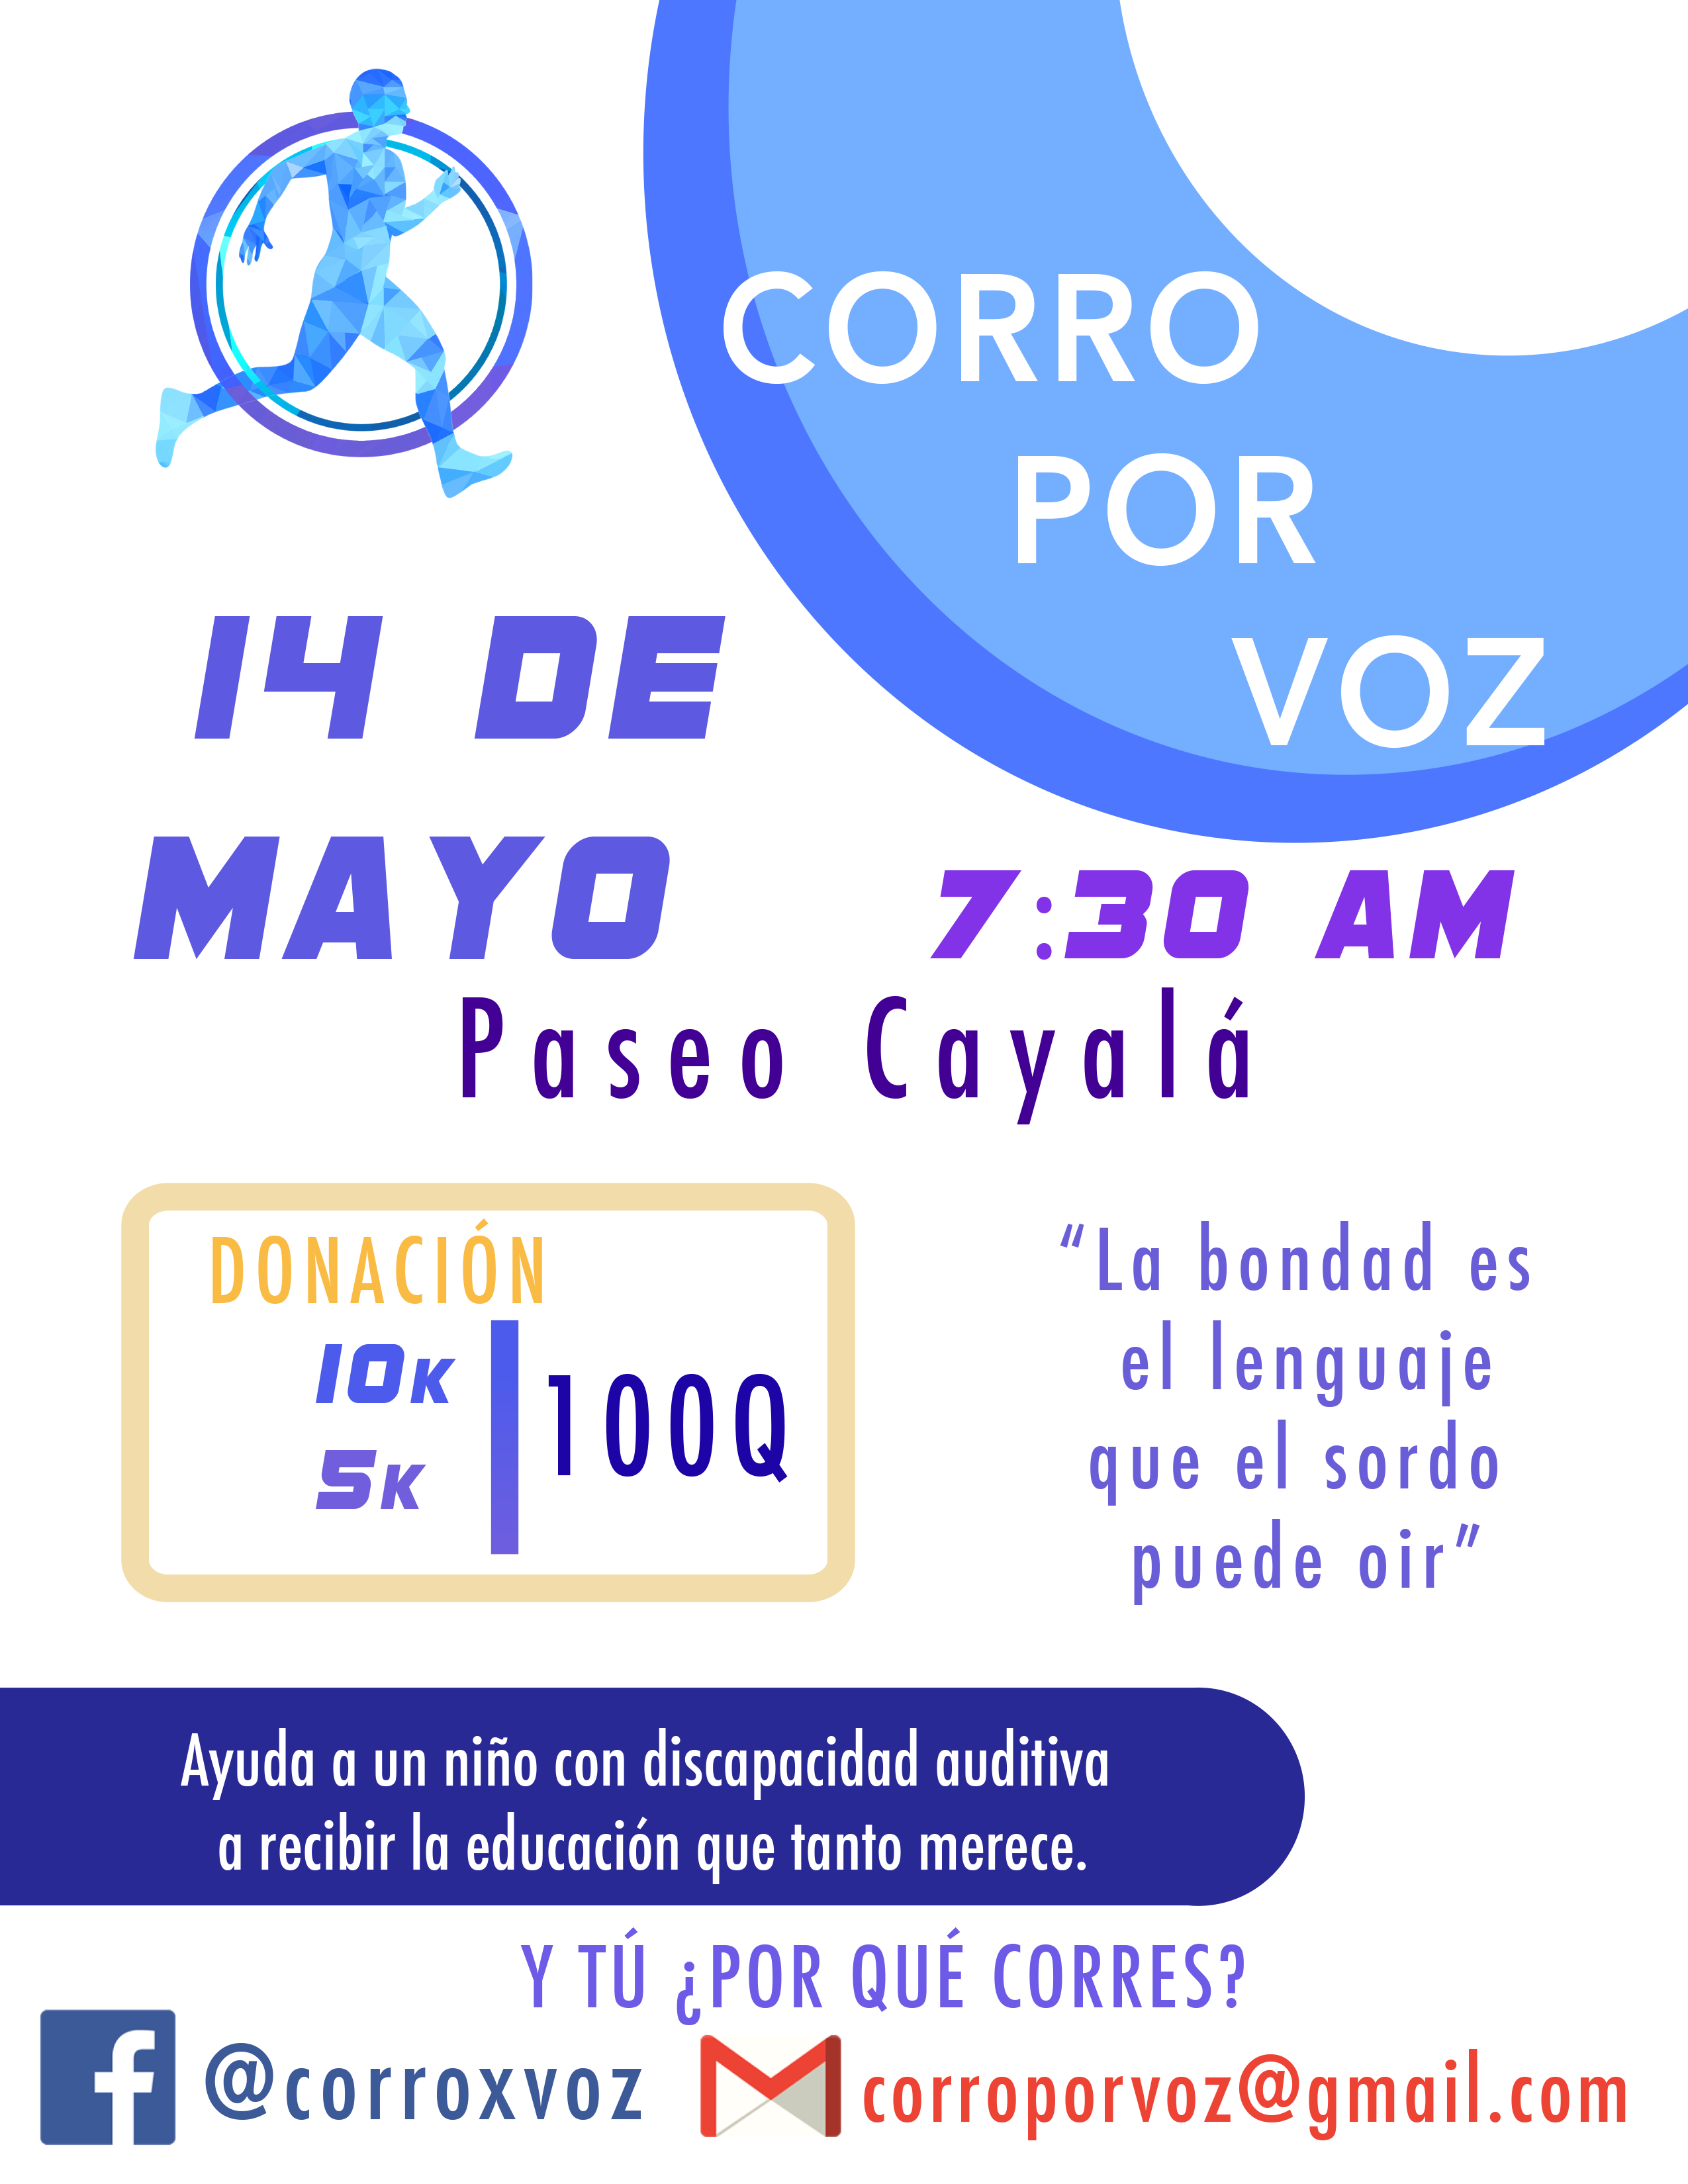 CORRO
POR
VOZ
14 DE
MAYO
7:30 AM
Paseo Cayalá
DONACIÓN
10K
5K
100Q
“La bondad es
el lenguaje
que el sordo
puede oir”
Ayuda a un niño con discapacidad auditiva
a recibir la educación que tanto merece.
Y TÚ ¿POR QUÉ CORRES?
@corroxvoz
corroporvoz@gmail.com